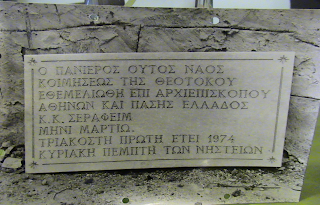 Ο ΠΑΝΙΕΡΟΣ ΟΥΤΟΣ ΝΑΟΣ
ΚΟΙΜΗΣΕΩΣ ΤΗΣ ΘΕΟΤΟΚΟΥ
ΕΘΕΜΕΛΙΩΘΗ ΕΠΙ ΑΡΧΙΕΠΙΣΚΟΠΟΥ
ΑΘΗΝΩΝ ΚΑΙ ΠΑΣΗΣ ΕΛΛΑΔΟΣ
Κ.Κ. ΣΕΡΑΦΕΙΜ
ΜΗΝΙ ΜΑΡΤΙΩ.
ΤΡΙΑΚΟΣΤΗ ΠΡΩΤΗ ΕΤΕΙ 1974
ΚΥΡΙΑΚΗ ΠΕΜΠΤΗ ΤΩΝ ΝΗΣΤΕΙΩΝ